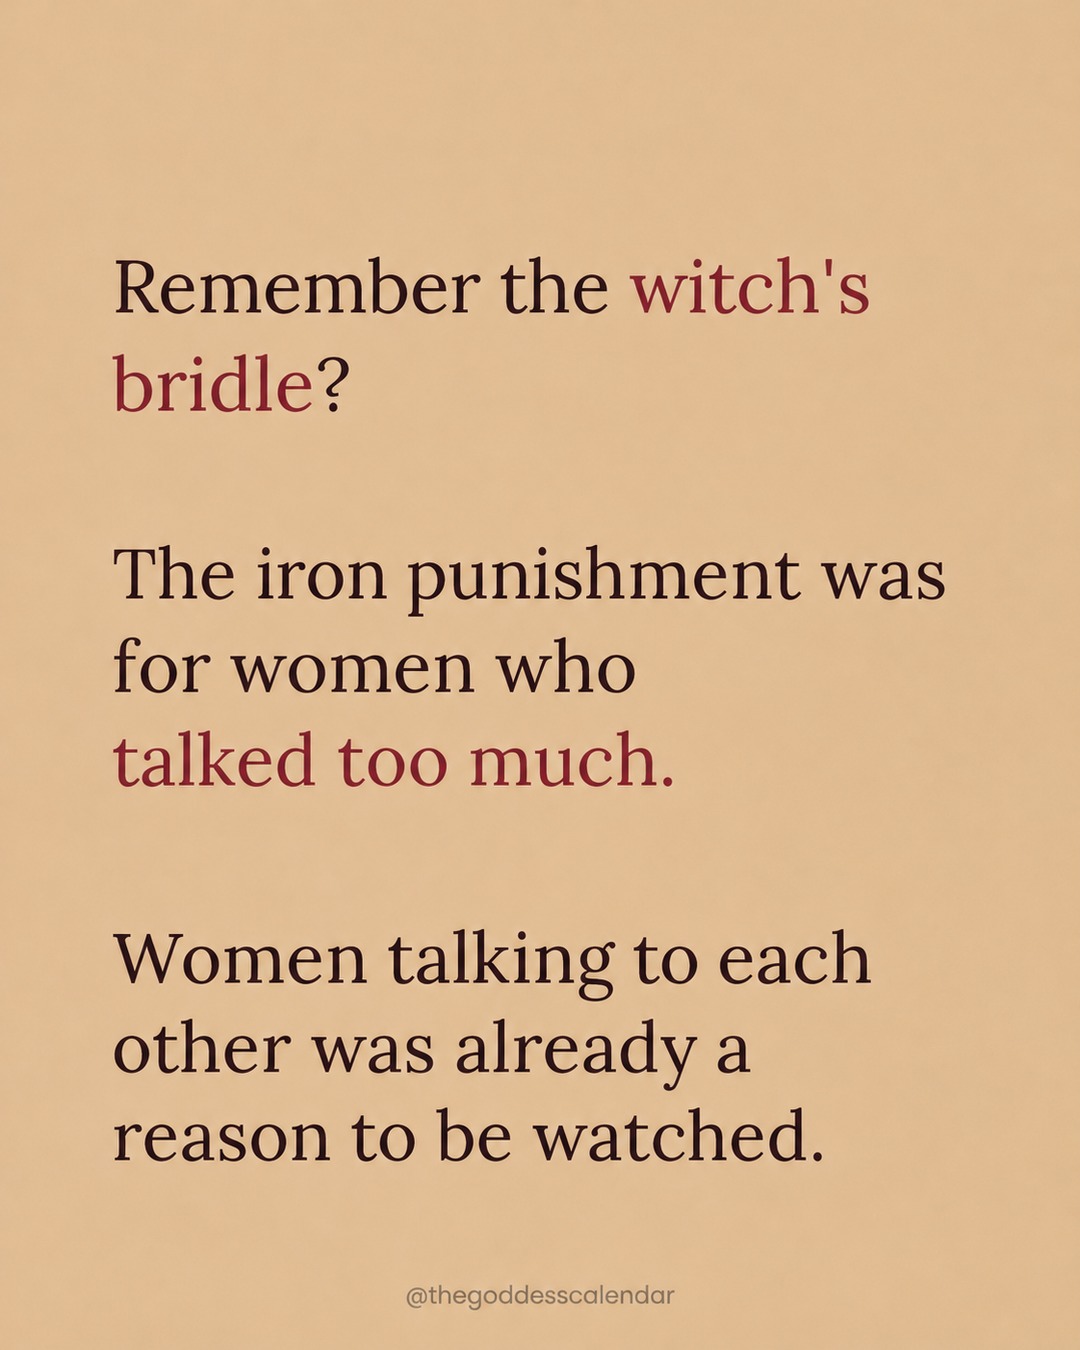 Remember the witch's
bridle?
The iron punishment was
for women who
talked too much.
Women talking to each
other was already a
reason to be watched.
@thegoddesscalendar